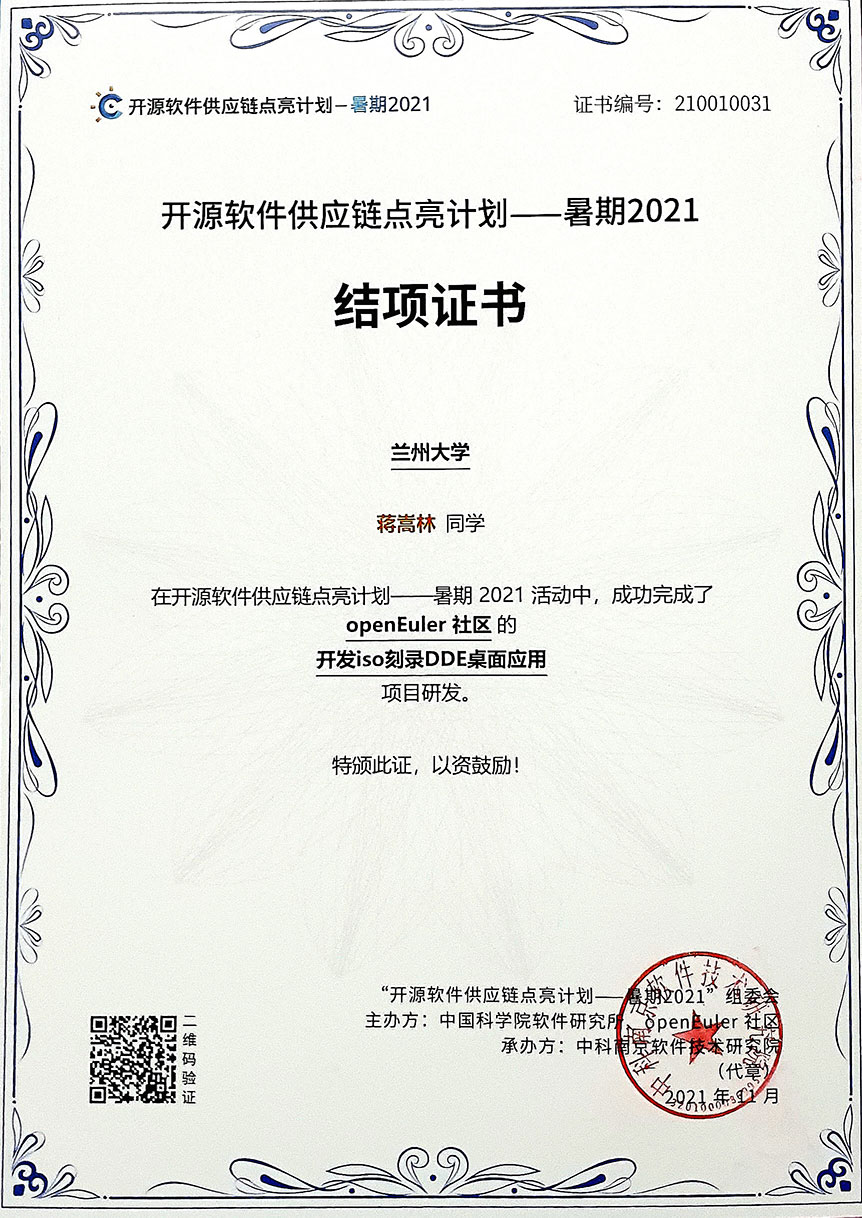 开源软件供应链点亮计划－暑期2021
证书编号：210010031
开源软件供应链点亮计划——暑期2021
结项证书
兰州大学
蒋嵩林 同学
在开源软件供应链点亮计划——暑期 2021 活动中，成功完成了
openEuler 社区 的
开发iso刻录DDE桌面应用
项目研发。
特颁此证，以资鼓励！
“开源软件供应链点亮计划——暑期2021”组委会
主办方：中国科学院软件研究所、openEuler 社区
承办方：中科南京软件技术研究院
（代章）
2021 年 11 月
二维码验证
中科南京软件技术研究院